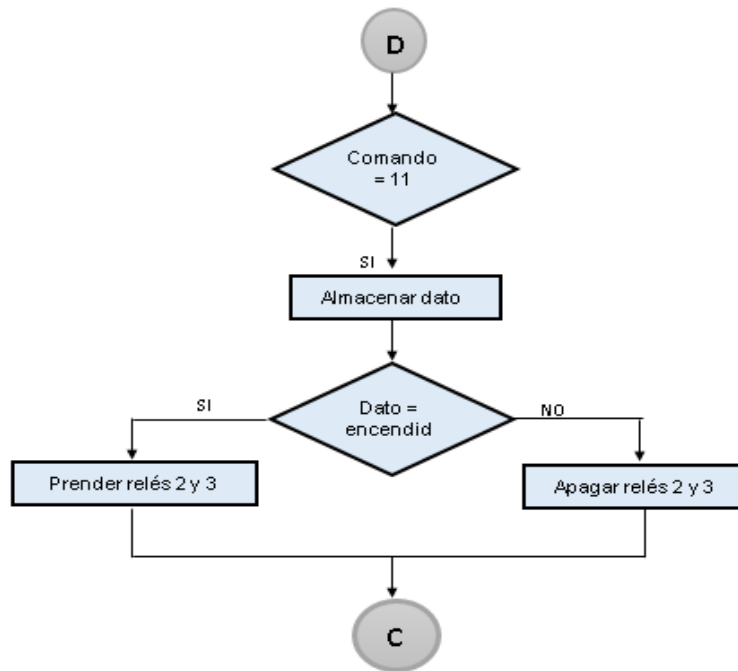 D
Comando
= 11
SI
Almacenar dato
Dato =
encendid
SI
NO
Prender relés 2 y 3
Apagar relés 2 y 3
C